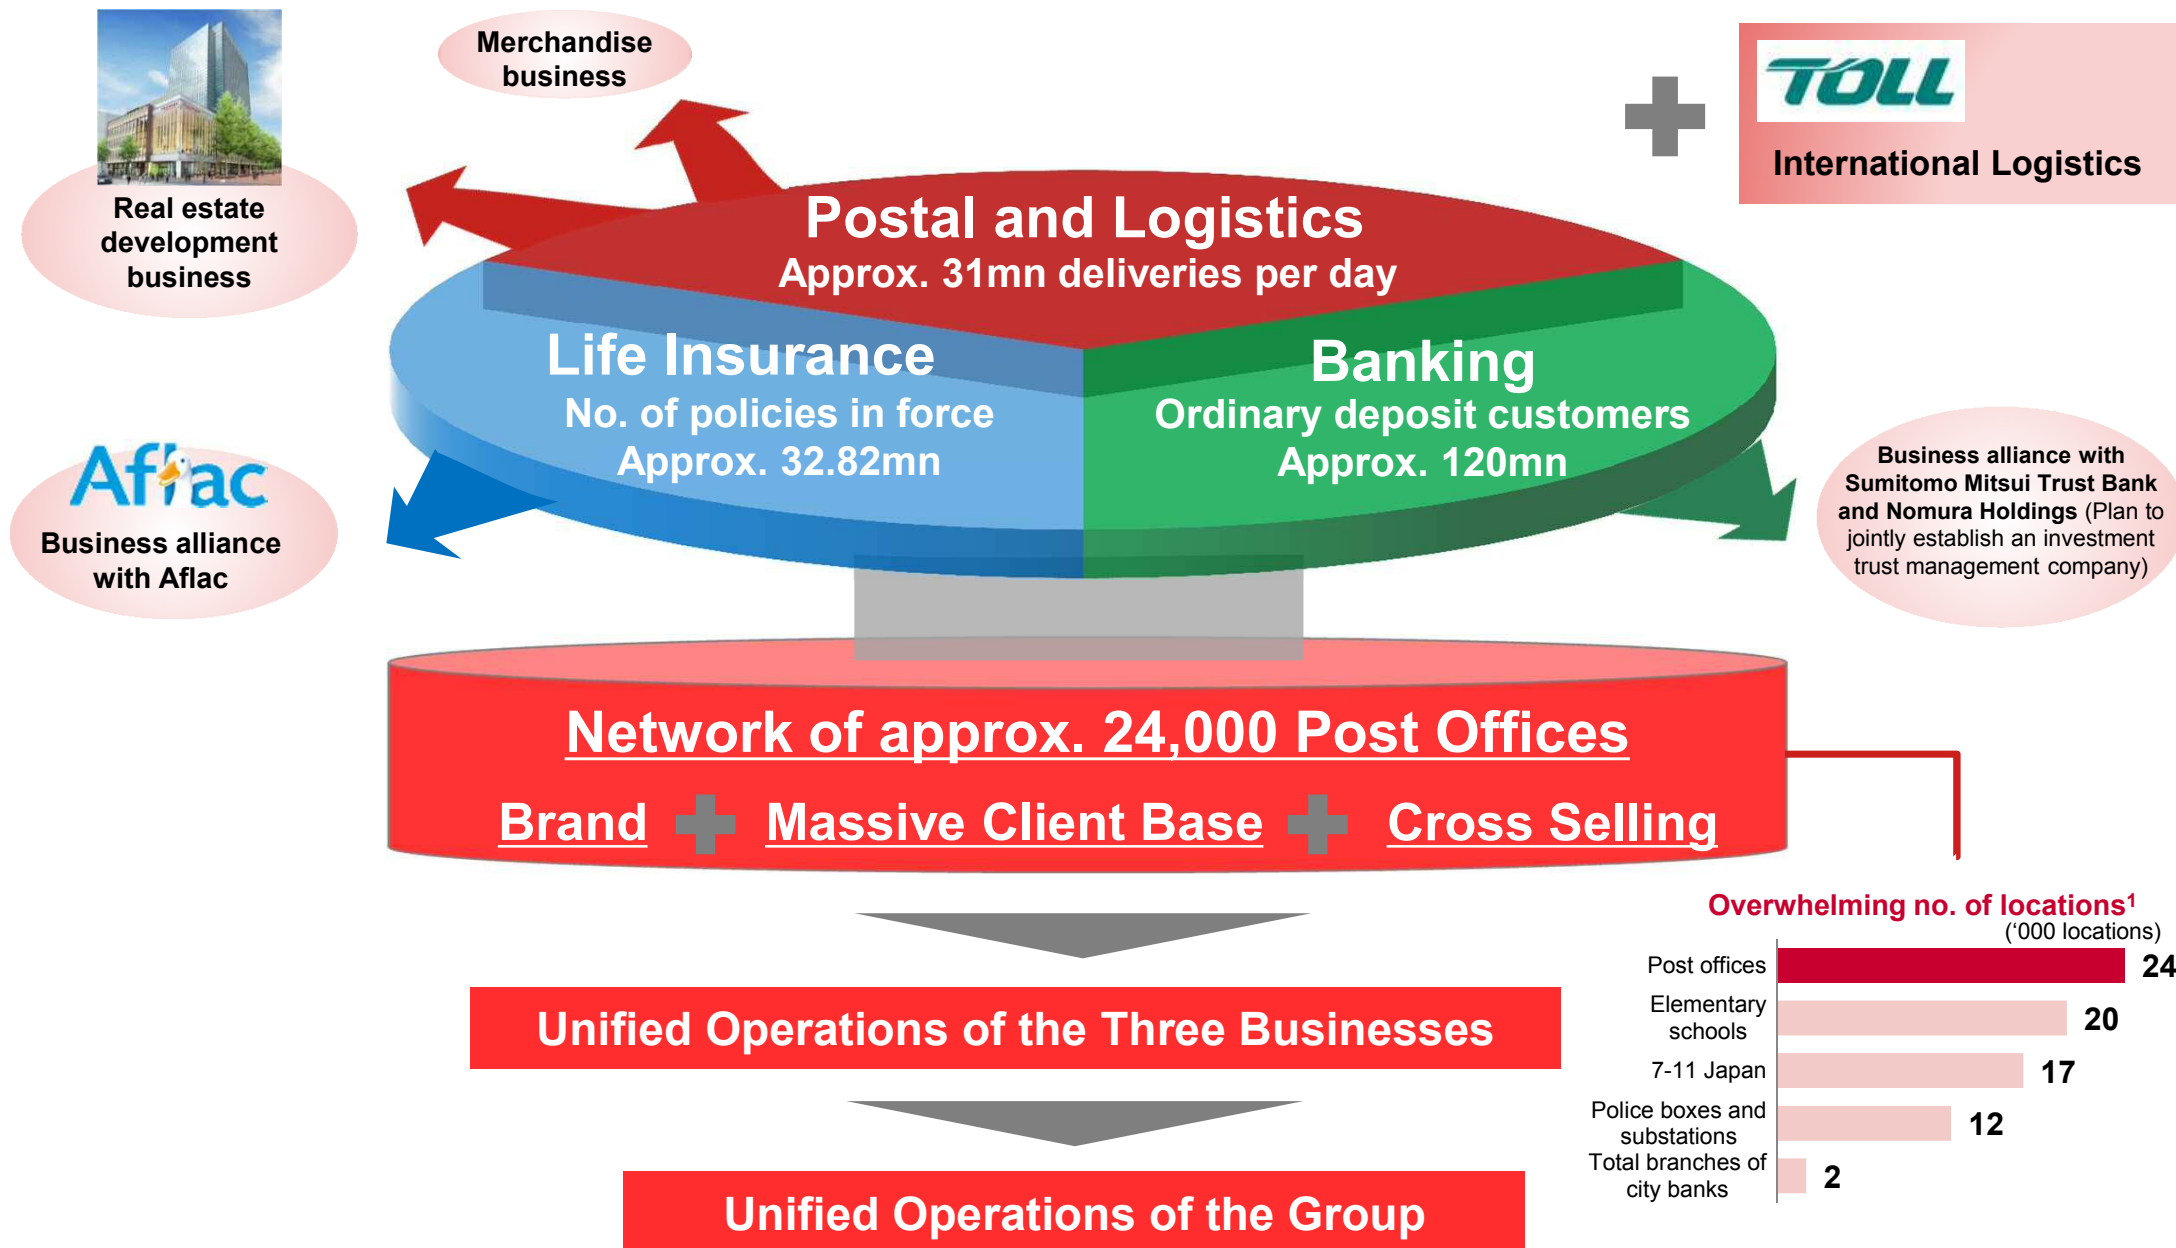 Merchandise
business
TOLL
International Logistics
Real estate
development
business
Postal and Logistics
Approx. 31mn deliveries per day
Life Insurance
No. of policies in force
Approx. 32.82mn
Banking
Ordinary deposit customers
Approx. 120mn
Aflac
Business alliance
with Aflac
Business alliance with
Sumitomo Mitsui Trust Bank
and Nomura Holdings (Plan to
jointly establish an investment
trust management company)
Network of approx. 24,000 Post Offices
Brand + Massive Client Base + Cross Selling
Unified Operations of the Three Businesses
Unified Operations of the Group
Overwhelming no. of locations¹
(‘000 locations)
Post offices 24
Elementary
schools 20
7-11 Japan 17
Police boxes and
substations 12
Total branches of
city banks 2